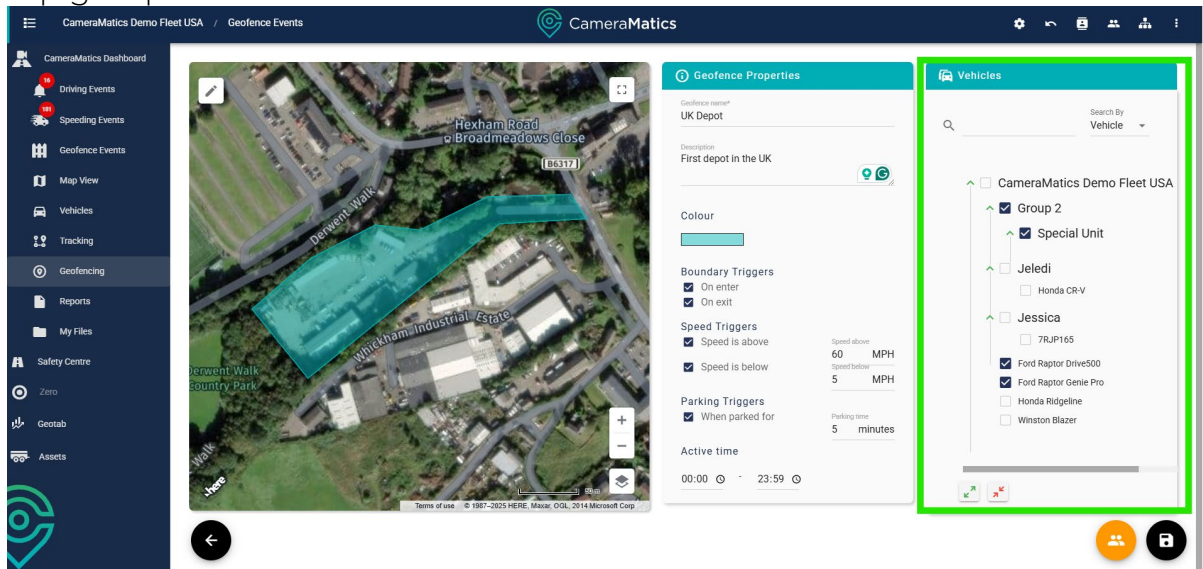 CameraMatics Demo Fleet USA / Geofence Events
CameraMatics
CameraMatics Dashboard
16
Driving Events
101
Speeding Events
Geofence Events
Map View
Vehicles
Tracking
Geofencing
Reports
My Files
Safety Centre
Zero
Geotab
Assets
Hexham Road
Broadmeadows Close
B6317
Derwent Walk
Whickham Industrial Estate
Derwent Walk
Country Park
Walk
here
Terms of use © 1987–2025 HERE, Maxar, OGL, 2014 Microsoft Corp
Geofence Properties
Geofence name*
UK Depot
Description
First depot in the UK
Colour
Boundary Triggers
On enter
On exit
Speed Triggers
Speed is above
Speed above
60 MPH
Speed is below
Speed below
5 MPH
Parking Triggers
When parked for
Parking time
5 minutes
Active time
00:00 - 23:59
Vehicles
Search By
Vehicle
CameraMatics Demo Fleet USA
Group 2
Special Unit
Jeledi
Honda CR-V
Jessica
7RJP165
Ford Raptor Drive500
Ford Raptor Genie Pro
Honda Ridgeline
Winston Blazer